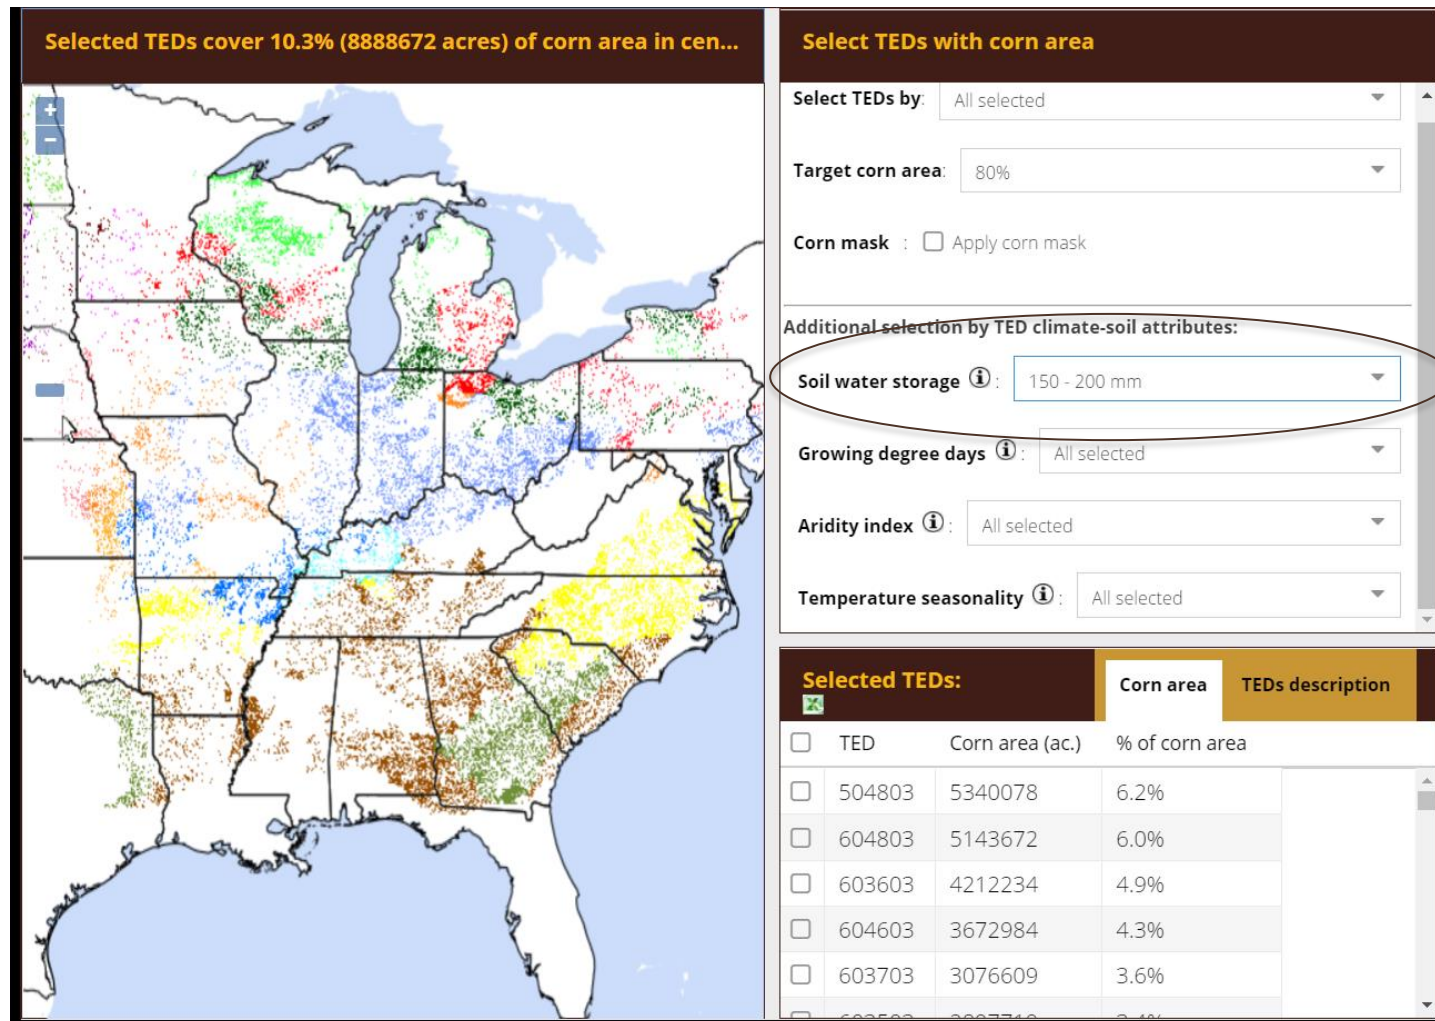 Selected TEDs cover 10.3% (8888672 acres) of corn area in cen...
+
−
Select TEDs with corn area
Select TEDs by: All selected
Target corn area: 80%
Corn mask : Apply corn mask
Additional selection by TED climate-soil attributes:
Soil water storage i : 150 - 200 mm
Growing degree days i : All selected
Aridity index i : All selected
Temperature seasonality i : All selected
Selected TEDs:
Corn area TEDs description
TED Corn area (ac.) % of corn area
504803 5340078 6.2%
604803 5143672 6.0%
603603 4212234 4.9%
604603 3672984 4.3%
603703 3076609 3.6%